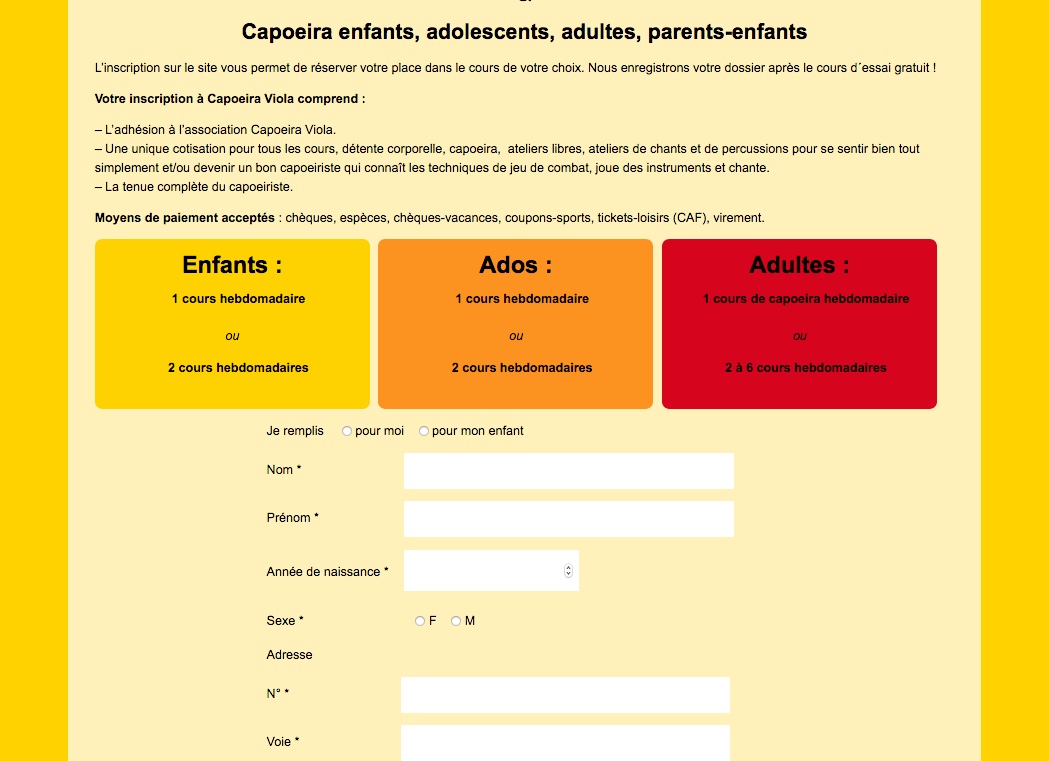 Capoeira enfants, adolescents, adultes, parents-enfants
L'inscription sur le site vous permet de réserver votre place dans le cours de votre choix. Nous enregistrons votre dossier après le cours d´essai gratuit !
Votre inscription à Capoeira Viola comprend :
– L'adhésion à l'association Capoeira Viola.
– Une unique cotisation pour tous les cours, détente corporelle, capoeira,  ateliers libres, ateliers de chants et de percussions pour se sentir bien tout
simplement et/ou devenir un bon capoeiriste qui connaît les techniques de jeu de combat, joue des instruments et chante.
– La tenue complète du capoeiriste.
Moyens de paiement acceptés : chèques, espèces, chèques-vacances, coupons-sports, tickets-loisirs (CAF), virement.
Enfants :
1 cours hebdomadaire
ou
2 cours hebdomadaires
Ados :
1 cours hebdomadaire
ou
2 cours hebdomadaires
Adultes :
1 cours de capoeira hebdomadaire
ou
2 à 6 cours hebdomadaires
Je remplis pour moi pour mon enfant
Nom *
Prénom *
Année de naissance *
Sexe * F M
Adresse
N° *
Voie *